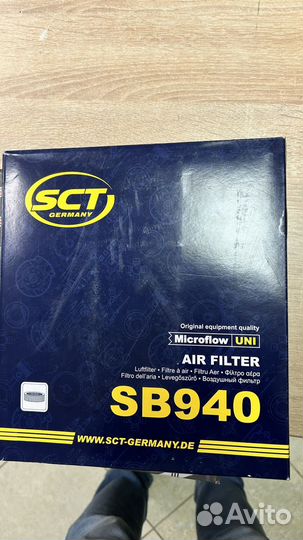 SCT
GERMANY
Original equipment quality
Microflow UNI
AIR FILTER
Luftfilter • Filtre à air • Filtru Aer • Φίλτρο αέρα
Filtro dell'aria • Levegőszűrő • Воздушный фильтр
SB940
WWW.SCT-GERMANY.DE
Avito